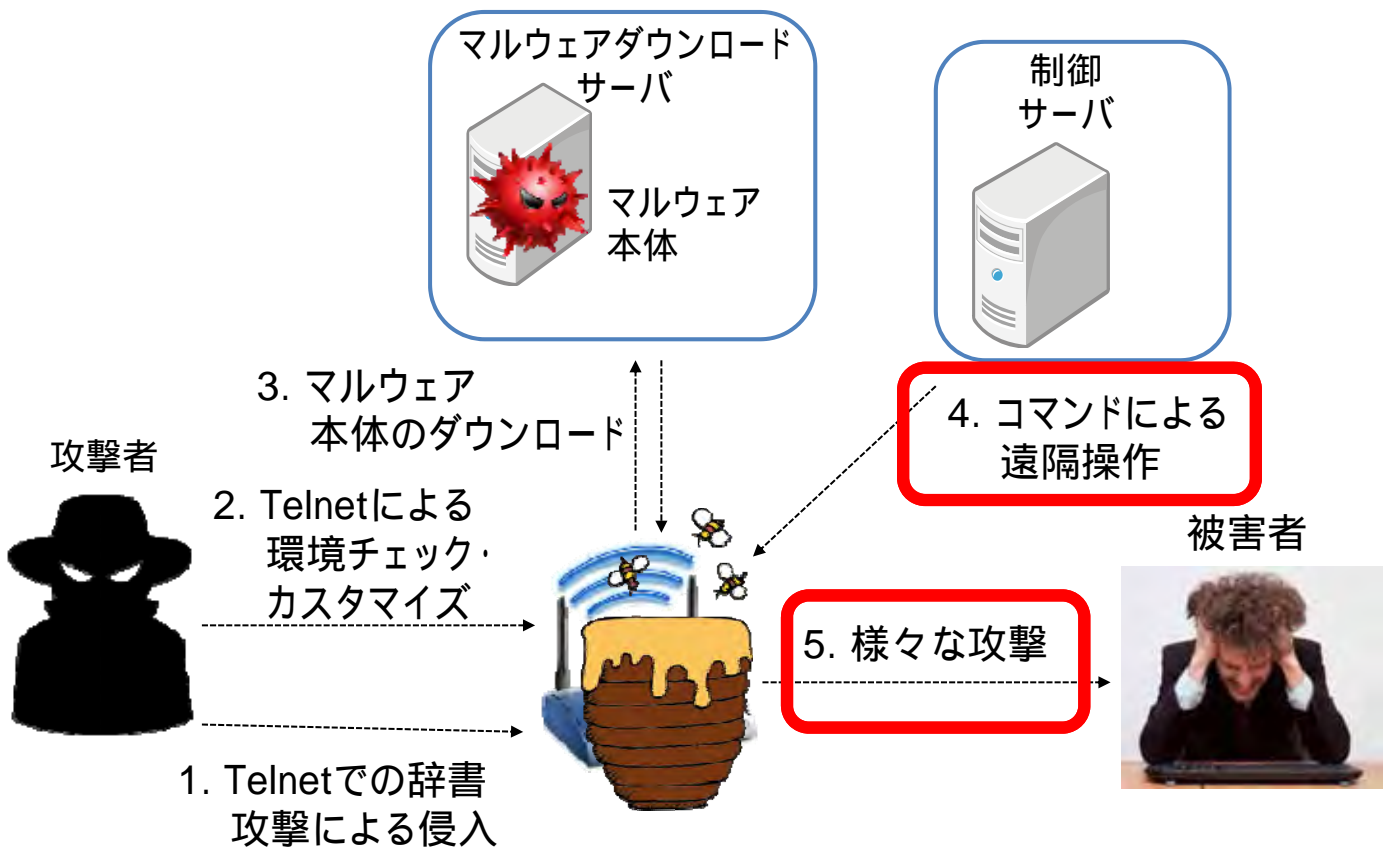 マルウェアダウンロード
サーバ
マルウェア
本体
制御
サーバ
3. マルウェア
本体のダウンロード
4. コマンドによる
遠隔操作
攻撃者
2. Telnetによる
環境チェック・
カスタマイズ
被害者
5. 様々な攻撃
1. Telnetでの辞書
攻撃による侵入